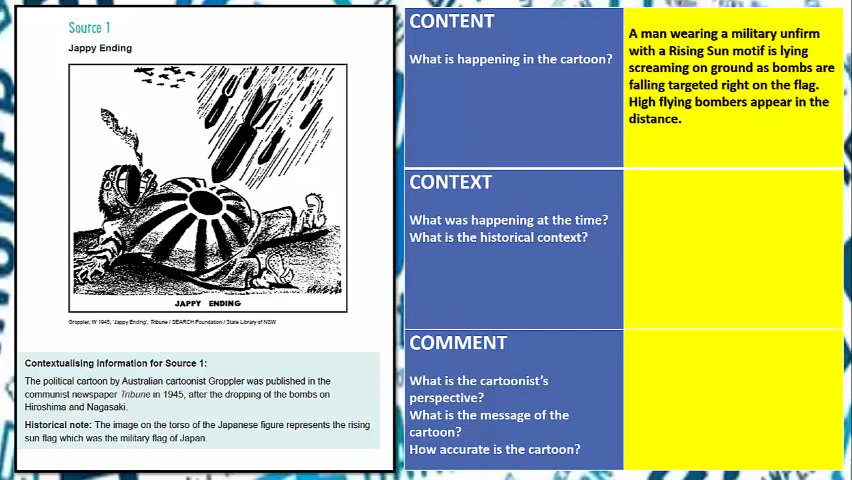 Source 1
Jappy Ending
JAPPY ENDING
Groppler, W 1945, 'Jappy Ending', Tribune / SEARCH Foundation / State Library of NSW
Contextualising information for Source 1:
The political cartoon by Australian cartoonist Groppler was published in the
communist newspaper Tribune in 1945, after the dropping of the bombs on
Hiroshima and Nagasaki.
Historical note: The image on the torso of the Japanese figure represents the rising
sun flag which was the military flag of Japan.
CONTENT
What is happening in the cartoon?
A man wearing a military unfirm
with a Rising Sun motif is lying
screaming on ground as bombs are
falling targeted right on the flag.
High flying bombers appear in the
distance.
CONTEXT
What was happening at the time?
What is the historical context?
COMMENT
What is the cartoonist's
perspective?
What is the message of the
cartoon?
How accurate is the cartoon?